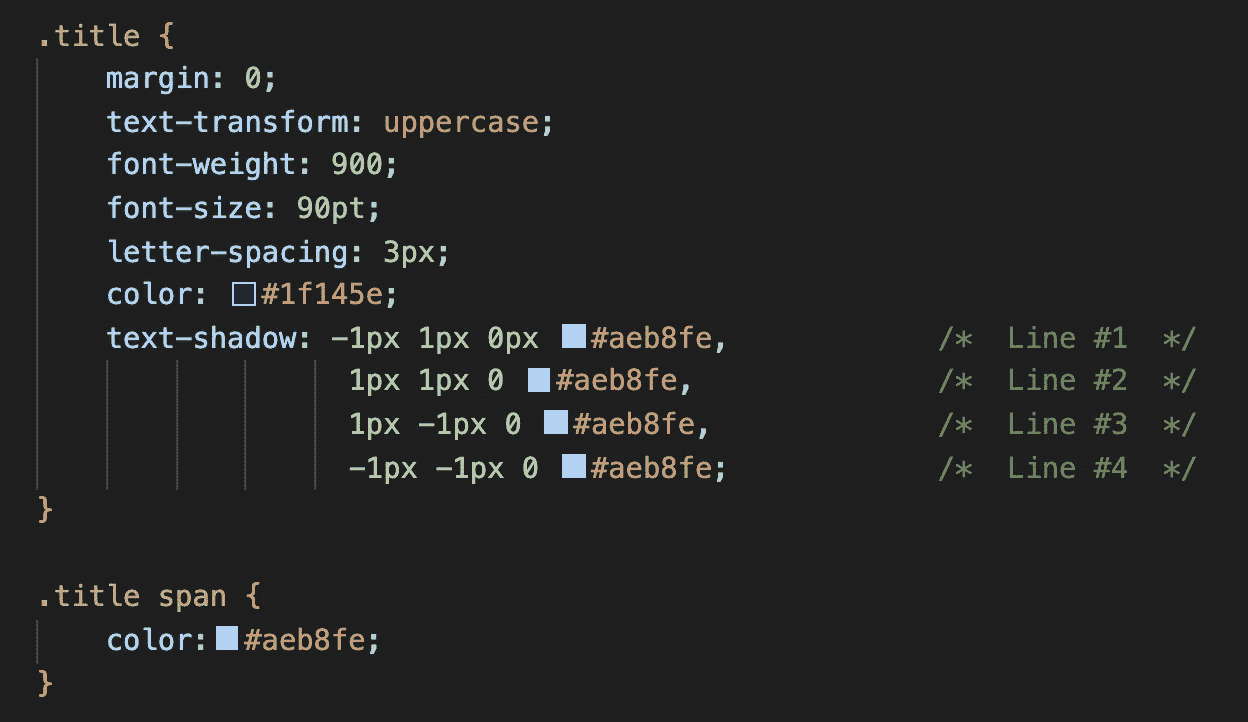 .title {
    margin: 0;
    text-transform: uppercase;
    font-weight: 900;
    font-size: 90pt;
    letter-spacing: 3px;
    color: #1f145e;
    text-shadow: -1px 1px 0px #aeb8fe, /* Line #1 */
                 1px 1px 0 #aeb8fe, /* Line #2 */
                 1px -1px 0 #aeb8fe, /* Line #3 */
                 -1px -1px 0 #aeb8fe; /* Line #4 */
}
.title span {
    color: #aeb8fe;
}